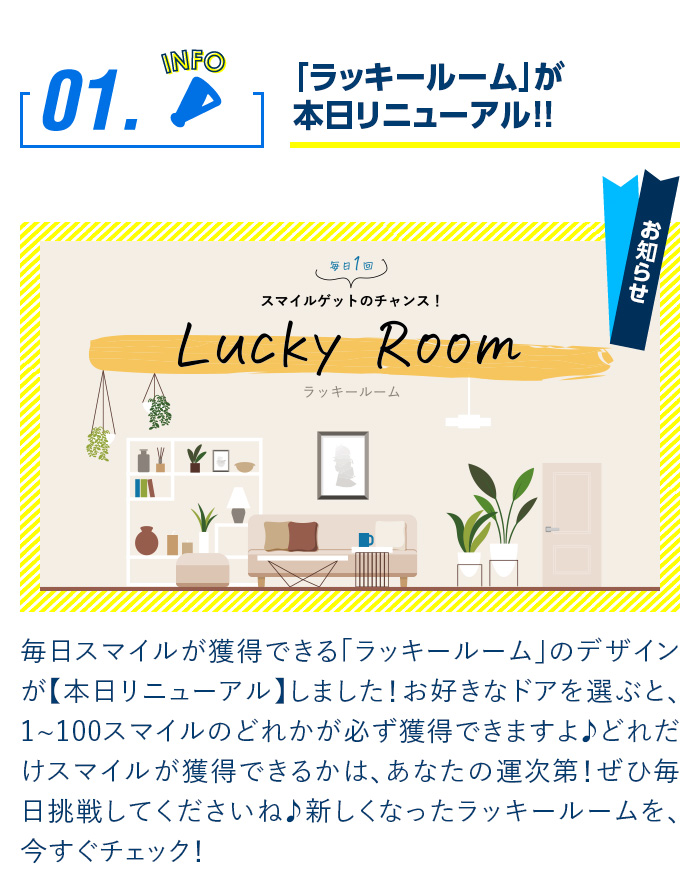 01.
INFO
「ラッキールーム」が
本日リニューアル!!
お知らせ
毎日1回
スマイルゲットのチャンス！
Lucky Room
ラッキールーム
毎日スマイルが獲得できる「ラッキールーム」のデザイン
が【本日リニューアル】しました！お好きなドアを選ぶと、
1~100スマイルのどれかが必ず獲得できますよ♪どれだ
けスマイルが獲得できるかは、あなたの運次第！ぜひ毎
日挑戦してくださいね♪新しくなったラッキールームを、
今すぐチェック！